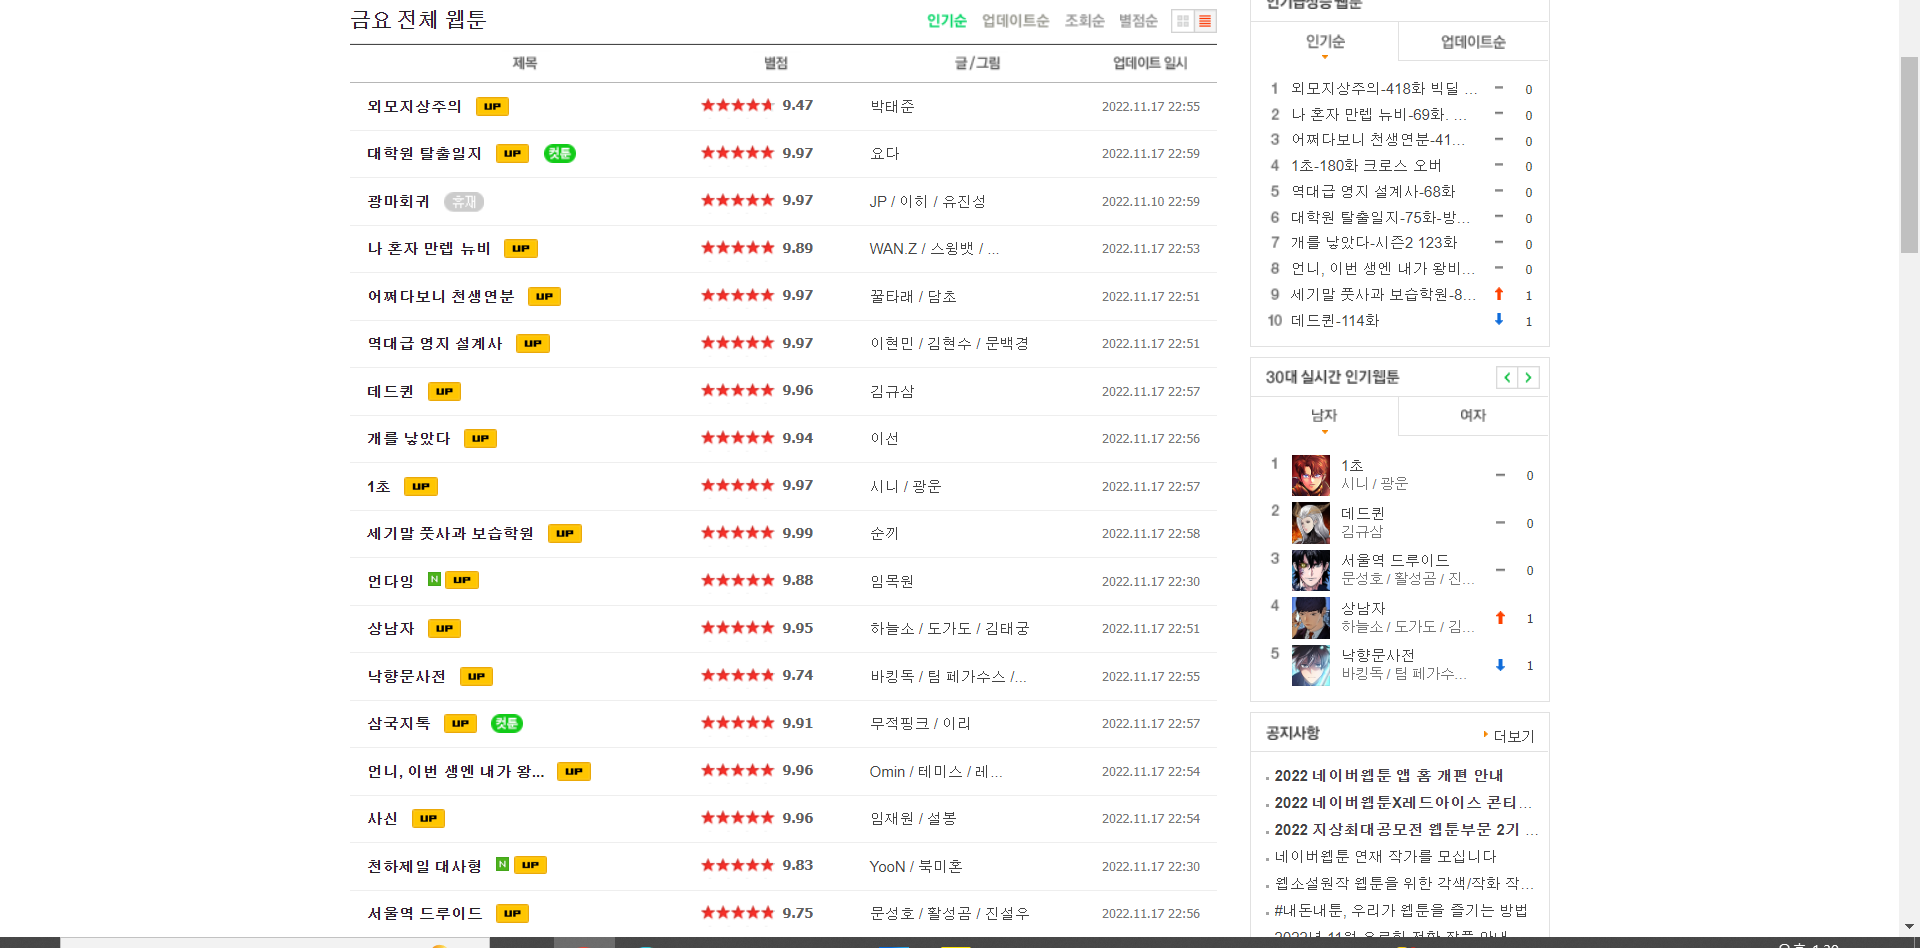 금요 전체 웹툰
인기순 업데이트순 조회순 별점순
제목 별점 글 / 그림 업데이트 일시
외모지상주의 UP 9.47 박태준 2022.11.17 22:55
대학원 탈출일지 UP 컷툰 9.97 요다 2022.11.17 22:59
광마회귀 휴재 9.97 JP / 이히 / 유진성 2022.11.10 22:59
나 혼자 만렙 뉴비 UP 9.89 WAN.Z / 스윙뱃 / ... 2022.11.17 22:53
어쩌다보니 천생연분 UP 9.97 꿀타래 / 담초 2022.11.17 22:51
역대급 영지 설계사 UP 9.97 이현민 / 김현수 / 문백경 2022.11.17 22:51
데드퀸 UP 9.96 김규삼 2022.11.17 22:57
개를 낳았다 UP 9.94 이선 2022.11.17 22:56
1초 UP 9.97 시니 / 광운 2022.11.17 22:57
세기말 풋사과 보습학원 UP 9.99 순끼 2022.11.17 22:58
언다잉 N UP 9.88 임목원 2022.11.17 22:30
상남자 UP 9.95 하늘소 / 도가도 / 김태궁 2022.11.17 22:51
낙향문사전 UP 9.74 바킹독 / 텀 페가수스 /... 2022.11.17 22:55
삼국지톡 UP 컷툰 9.91 무적핑크 / 이리 2022.11.17 22:57
언니, 이번 생엔 내가 왕... UP 9.96 Omin / 테미스 / 레... 2022.11.17 22:54
사신 UP 9.96 임재원 / 설봉 2022.11.17 22:54
천하제일 대사형 N UP 9.83 YooN / 북미혼 2022.11.17 22:30
서울역 드루이드 UP 9.75 문성호 / 활성곰 / 진설우 2022.11.17 22:56
인기급상승 웹툰
인기순 업데이트순
1 외모지상주의-418화 빅딜 ... 0
2 나 혼자 만렙 뉴비-69화. ... 0
3 어쩌다보니 천생연분-41... 0
4 1초-180화 크로스 오버 0
5 역대급 영지 설계사-68화 0
6 대학원 탈출일지-75화-방... 0
7 개를 낳았다-시즌2 123화 0
8 언니, 이번 생엔 내가 왕비... 0
9 세기말 풋사과 보습학원-8... 1
10 데드퀸-114화 1
30대 실시간 인기웹툰
남자 여자
1 1초 0
시니 / 광운
2 데드퀸 0
김규삼
3 서울역 드루이드 0
문성호 / 활성곰 / 진...
4 상남자 1
하늘소 / 도가도 / 김...
5 낙향문사전 1
바킹독 / 텀 페가수...
공지사항 더보기
2022 네이버웹툰 앱 홈 개편 안내
2022 네이버웹툰X레드아이스 콘티...
2022 지상최대공모전 웹툰부문 2기 ...
네이버웹툰 연재 작가를 모십니다
웹소설원작 웹툰을 위한 각색/작화 작...
#내돈내툰, 우리가 웹툰을 즐기는 방법
2022년 11월 유료화 전환 작품 안내